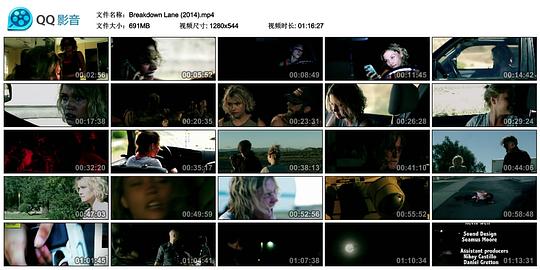 QQ影音
文件名称: Breakdown Lane (2014).mp4
文件大小: 691MB 视频尺寸: 1280x544 视频时长: 01:16:27
00:02:56 00:05:52 00:08:49 00:11:45 00:14:42
00:17:38 00:20:35 00:23:31 00:26:28 00:29:24
00:32:20 00:35:17 00:38:13 00:41:10 00:44:06
00:47:03 00:49:59 00:52:56 00:55:52 00:58:48
01:01:45 01:04:41 01:07:38 01:10:34 01:13:31
Sound Design
Seamus Moore
Assistant producers
Nikey Castillo
Daniel Gretton